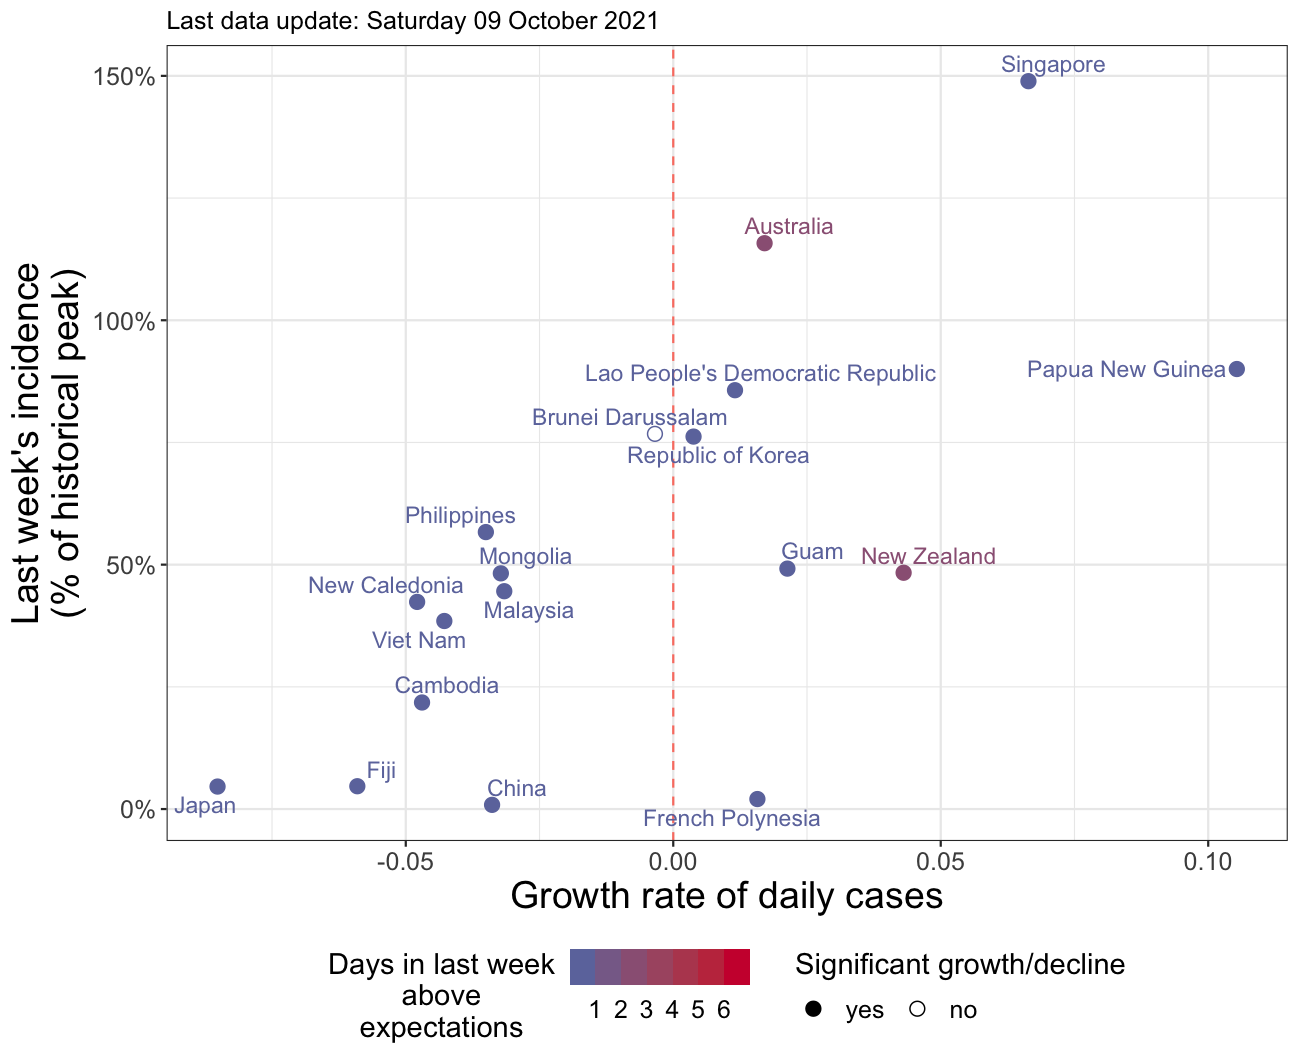 Last data update: Saturday 09 October 2021
Last week's incidence
(% of historical peak)
150%
100%
50%
0%
Singapore
Australia
Lao People's Democratic Republic
Papua New Guinea
Brunei Darussalam
Republic of Korea
Philippines
Mongolia
Guam
New Zealand
New Caledonia
Malaysia
Viet Nam
Cambodia
Fiji
China
Japan
French Polynesia
-0.05 0.00 0.05 0.10
Growth rate of daily cases
Days in last week
above
expectations
1 2 3 4 5 6
Significant growth/decline
yes no